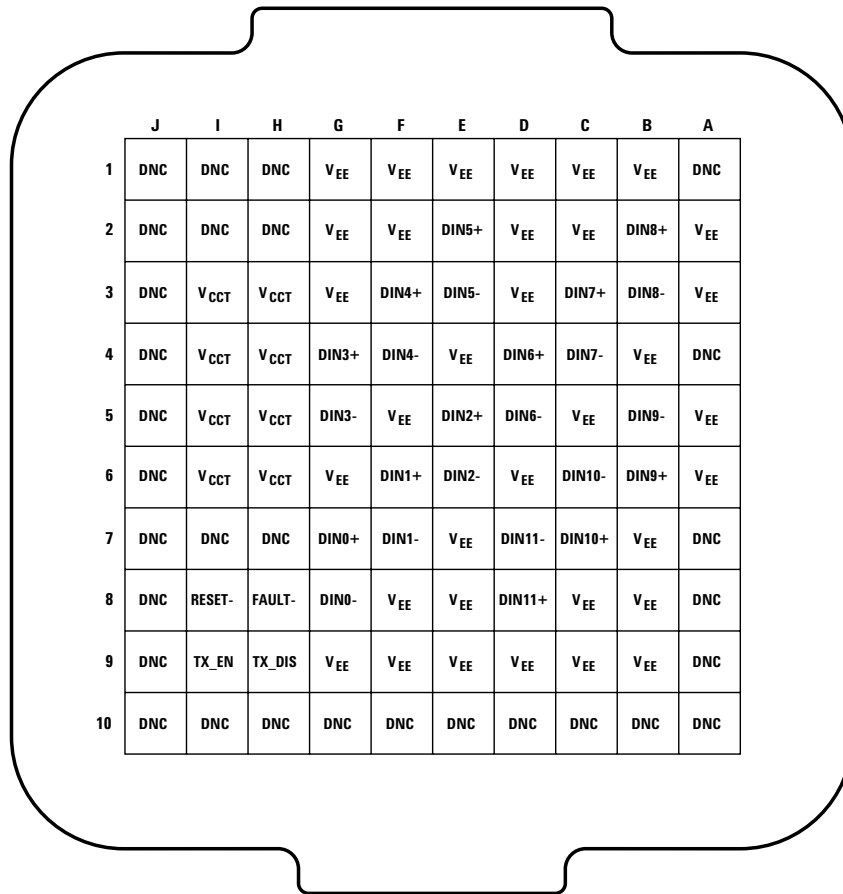 J I H G F E D C B A
1 DNC DNC DNC VEE VEE VEE VEE VEE VEE DNC
2 DNC DNC DNC VEE VEE DIN5+ VEE VEE DIN8+ VEE
3 DNC VCCT VCCT VEE DIN4+ DIN5- VEE DIN7+ DIN8- VEE
4 DNC VCCT VCCT DIN3+ DIN4- VEE DIN6+ DIN7- VEE DNC
5 DNC VCCT VCCT DIN3- VEE DIN2+ DIN6- VEE DIN9- VEE
6 DNC VCCT VCCT VEE DIN1+ DIN2- VEE DIN10- DIN9+ VEE
7 DNC DNC DNC DIN0+ DIN1- VEE DIN11- DIN10+ VEE DNC
8 DNC RESET- FAULT- DIN0- VEE VEE DIN11+ VEE VEE DNC
9 DNC TX_EN TX_DIS VEE VEE VEE VEE VEE VEE DNC
10 DNC DNC DNC DNC DNC DNC DNC DNC DNC DNC